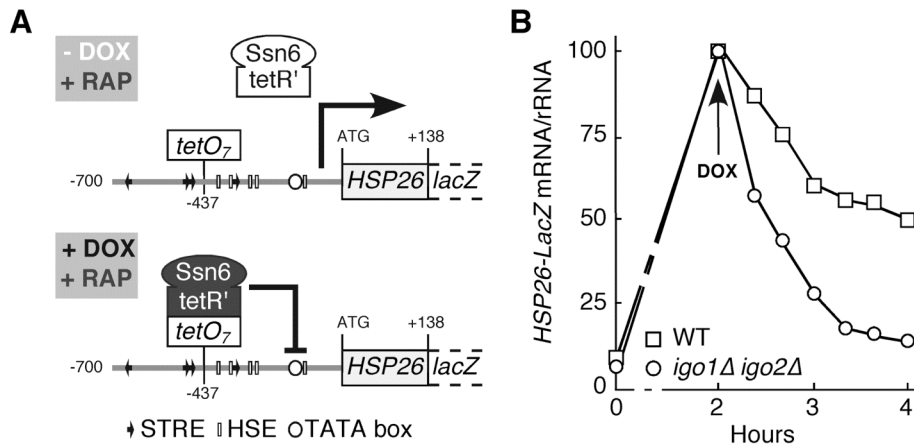 A
- DOX
+ RAP
Ssn6
tetR'
tetO7
ATG
+138
-700
HSP26
lacZ
-437
+ DOX
+ RAP
Ssn6
tetR'
tetO7
ATG
+138
-700
HSP26
lacZ
-437
STRE HSE TATA box
B
HSP26-LacZ mRNA/rRNA
100
75
50
25
0
DOX
WT
igo1Δ igo2Δ
0 2 3 4
Hours